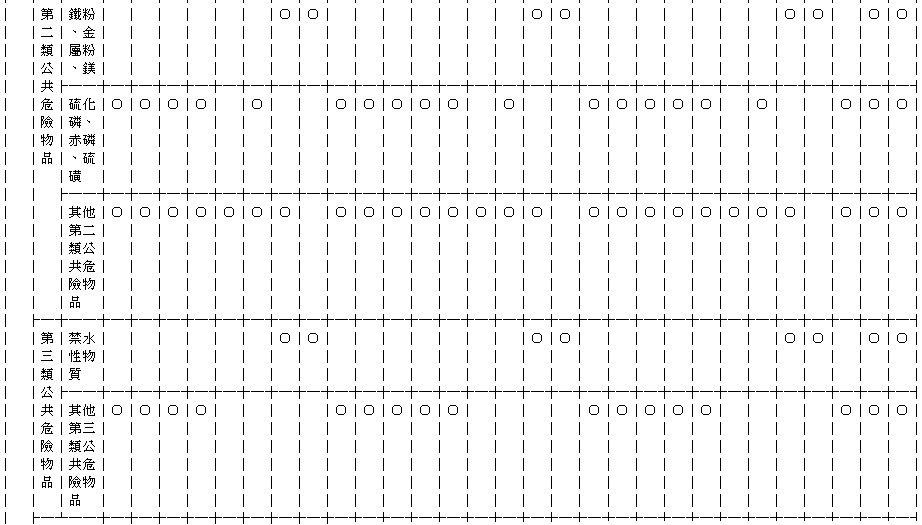 第 鐵粉 ○ ○ ○ ○ ○ ○ ○ ○
二 、金
類 屬粉
公 、鎂
共
危 硫化 ○ ○ ○ ○ ○ ○ ○ ○ ○ ○ ○ ○ ○ ○ ○ ○ ○ ○ ○ ○
險 磷、
物 赤磷
品 、硫
磺
其他 ○ ○ ○ ○ ○ ○ ○ ○ ○ ○ ○ ○ ○ ○ ○ ○ ○ ○ ○ ○ ○ ○ ○ ○ ○ ○
第二
類公
共危
險物
品
第 禁水 ○ ○ ○ ○ ○ ○ ○ ○
三 性物
類 質
公
共 其他 ○ ○ ○ ○ ○ ○ ○ ○ ○ ○ ○ ○ ○ ○ ○ ○ ○
危 第三
險 類公
物 共危
品 險物
品